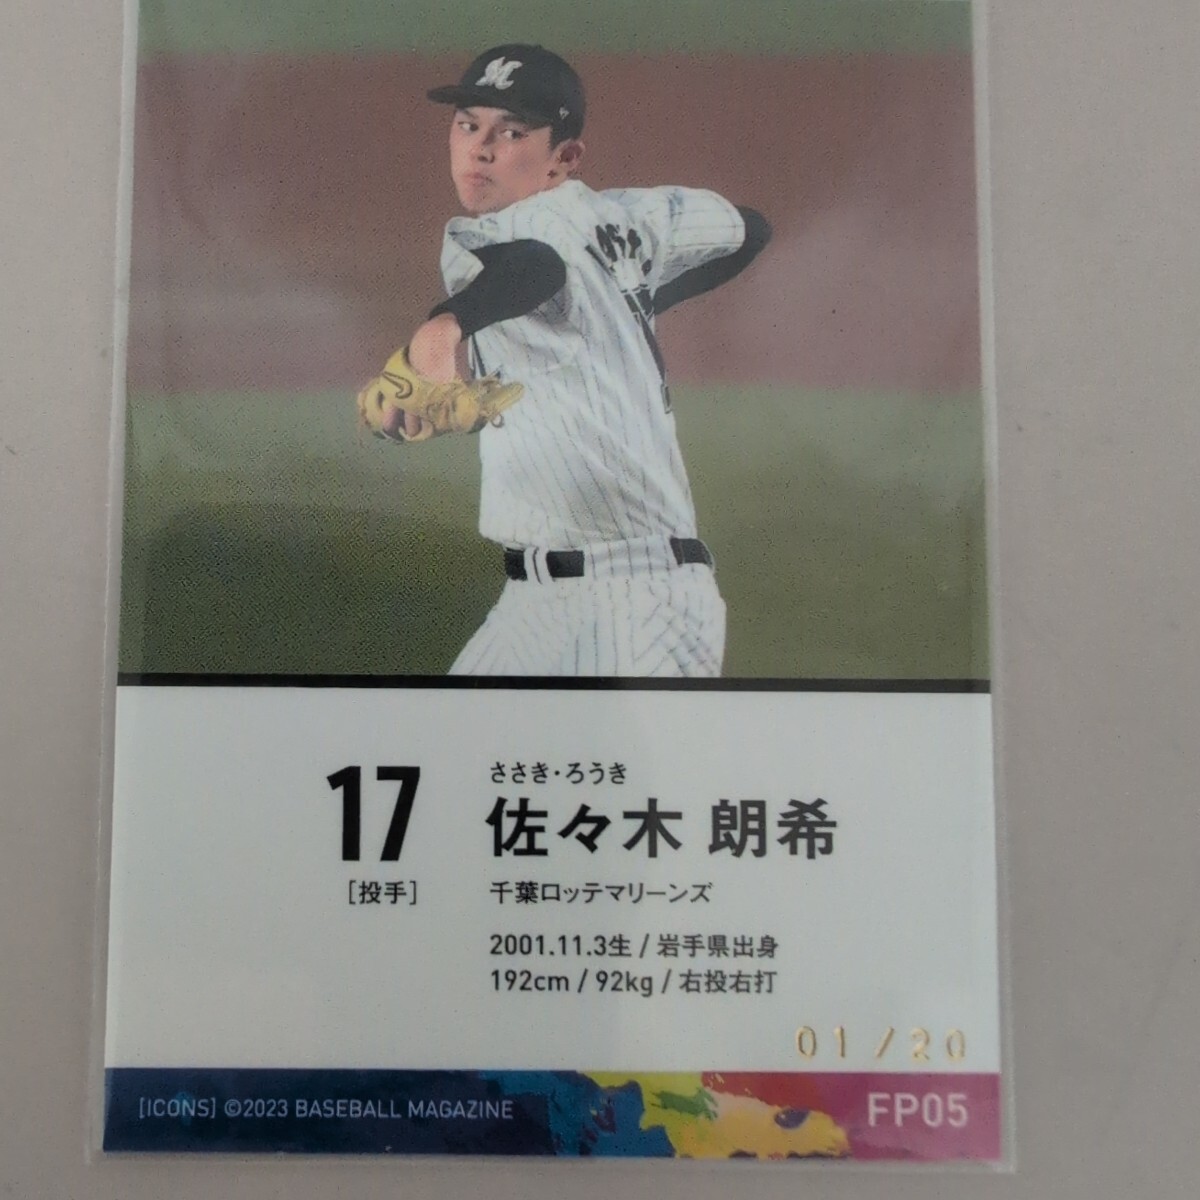 17
[投手]
ささき・ろうき
佐々木 朗希
千葉ロッテマリーンズ
2001.11.3生 / 岩手県出身
192cm / 92kg / 右投右打
01/20
[ICONS] ©2023 BASEBALL MAGAZINE
FP05